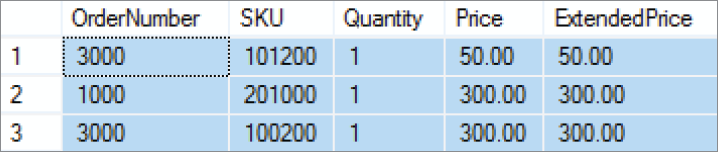 OrderNumber SKU Quantity Price ExtendedPrice
1 3000 101200 1 50.00 50.00
2 1000 201000 1 300.00 300.00
3 3000 100200 1 300.00 300.00